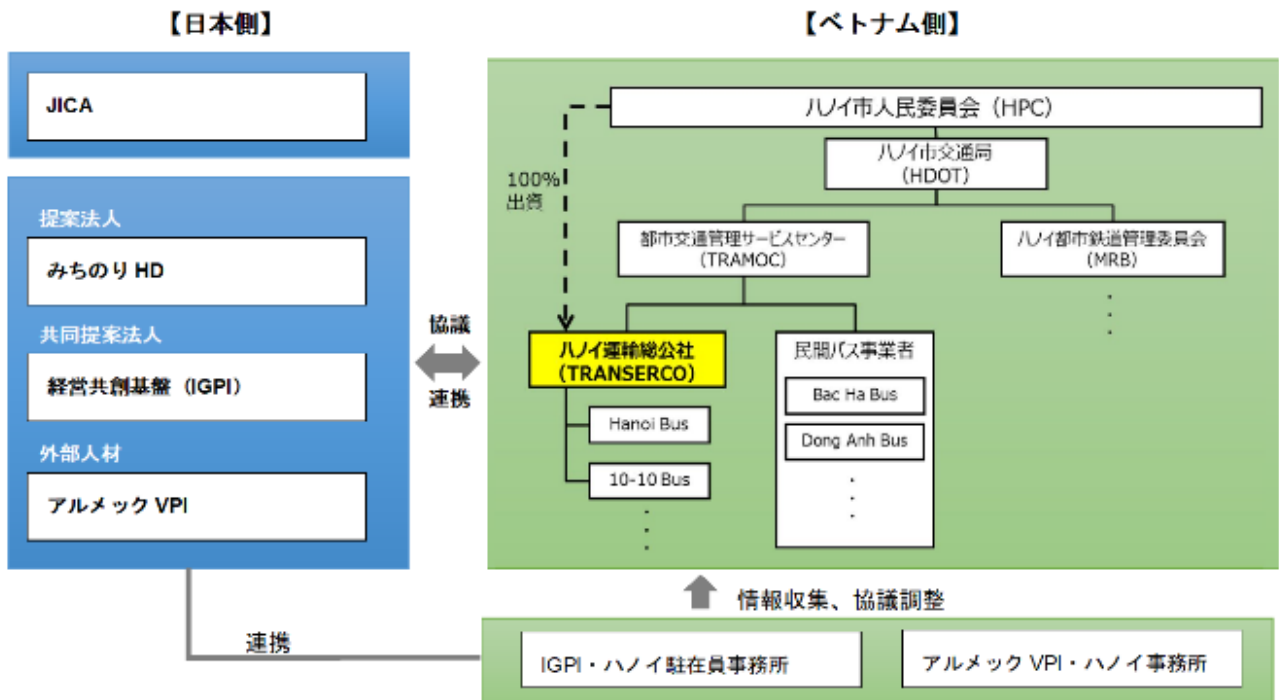 【日本側】
JICA
提案法人
みちのり HD
共同提案法人
経営共創基盤（IGPI）
外部人材
アルメック VPI
協議
連携
【ベトナム側】
ハノイ市人民委員会（HPC）
ハノイ市交通局
(HDOT)
100%
出資
都市交通管理サービスセンター
(TRAMOC)
ハノイ都市鉄道管理委員会
(MRB)
ハノイ運輸総公社
(TRANSERCO)
Hanoi Bus
10-10 Bus
民間バス事業者
Bac Ha Bus
Dong Anh Bus
連携
情報収集、協議調整
IGPI・ハノイ駐在員事務所
アルメック VPI・ハノイ事務所